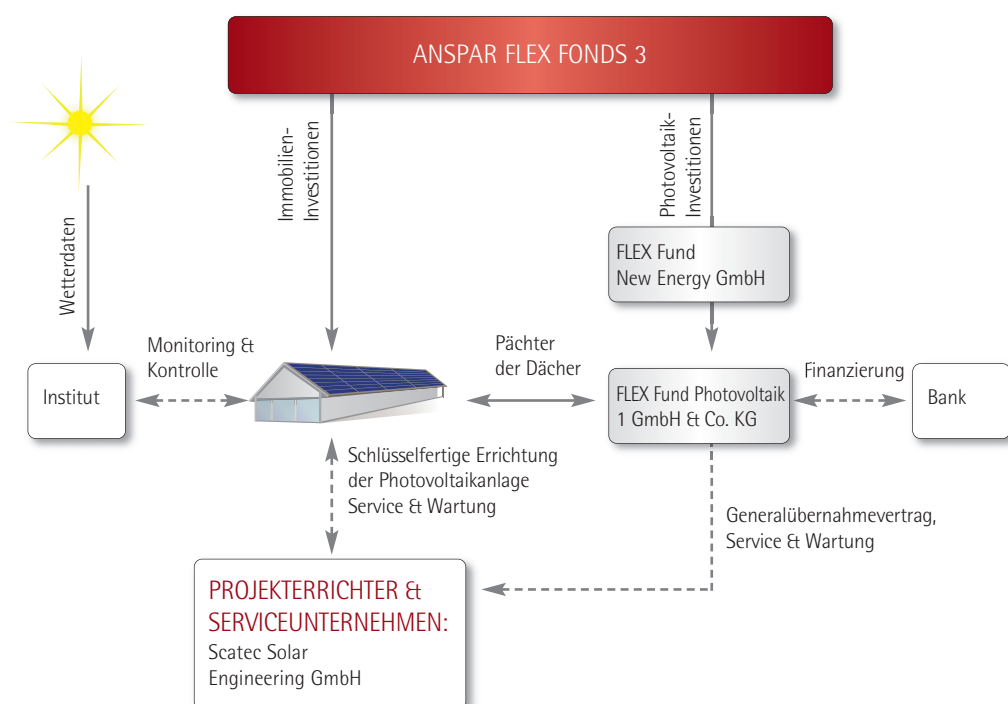 ANSPAR FLEX FONDS 3
Immobilien-
Investitionen
Photovoltaik-
Investitionen
Wetterdaten
FLEX Fund
New Energy GmbH
Monitoring &
Kontrolle
Pächter
der Dächer
Finanzierung
Institut
FLEX Fund Photovoltaik
1 GmbH & Co. KG
Bank
Schlüsselfertige Errichtung
der Photovoltaikanlage
Service & Wartung
Generalübernahmevertrag,
Service & Wartung
PROJEKTERRICHTER &
SERVICEUNTERNEHMEN:
Scatec Solar
Engineering GmbH